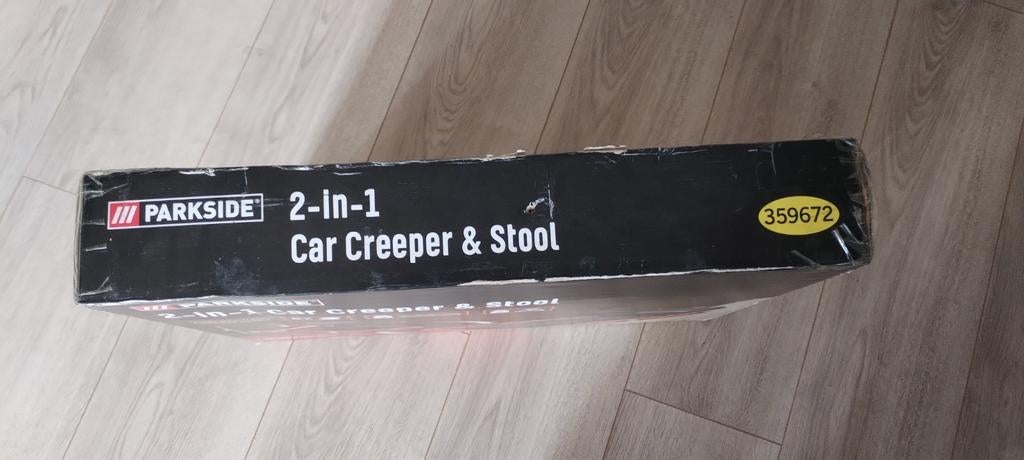 PARKSIDE®
2-in-1
Car Creeper & Stool
359672
PARKSIDE
2-in-1 Car Creeper & Stool